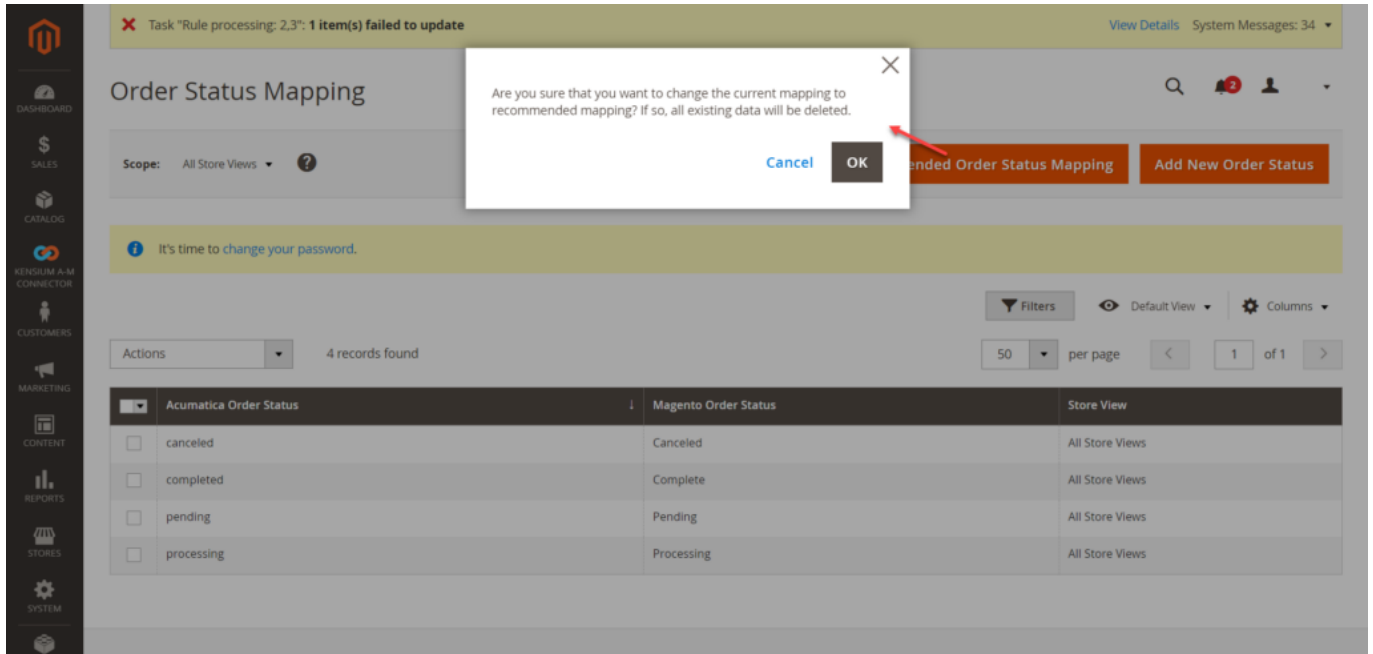 Task "Rule processing: 2,3": 1 item(s) failed to update
View Details System Messages: 34
Order Status Mapping
2
Are you sure that you want to change the current mapping to
recommended mapping? If so, all existing data will be deleted.
Cancel
OK
Scope: All Store Views ?
ended Order Status Mapping
Add New Order Status
It's time to change your password.
Filters
Default View
Columns
Actions
4 records found
50
per page
1
of 1
Acumatica Order Status ↓ Magento Order Status Store View
canceled Canceled All Store Views
completed Complete All Store Views
pending Pending All Store Views
processing Processing All Store Views
DASHBOARD
$
SALES
CATALOG
KENSIUM A-M
CONNECTOR
CUSTOMERS
MARKETING
CONTENT
REPORTS
STORES
SYSTEM